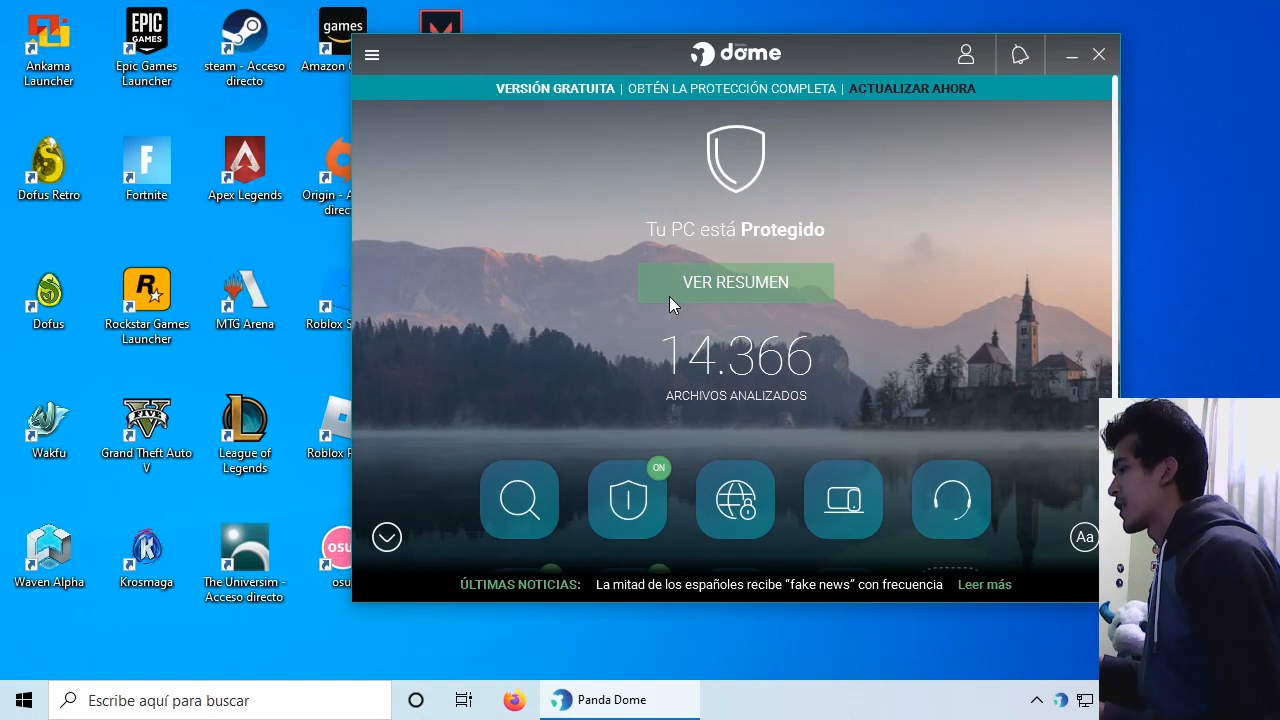 Ankama
Launcher
EPIC
GAMES
Epic Games
Launcher
steam - Acceso
directo
games
Amazon
dome
VERSIÓN GRATUITA | OBTÉN LA PROTECCIÓN COMPLETA | ACTUALIZAR AHORA
Tu PC está Protegido
VER RESUMEN
14.366
ARCHIVOS ANALIZADOS
ON
Aa
ÚLTIMAS NOTICIAS: La mitad de los españoles recibe "fake news" con frecuencia Leer más
Dofus Retro
Fortnite
Apex Legends
Origin - A
direct
Dofus
Rockstar Games
Launcher
MTG Arena
Roblox S
Wakfu
Grand Theft Auto
V
League of
Legends
Roblox
Waven Alpha
Krosmaga
The Universim -
Acceso directo
osu
osu
Escribe aquí para buscar
Panda Dome